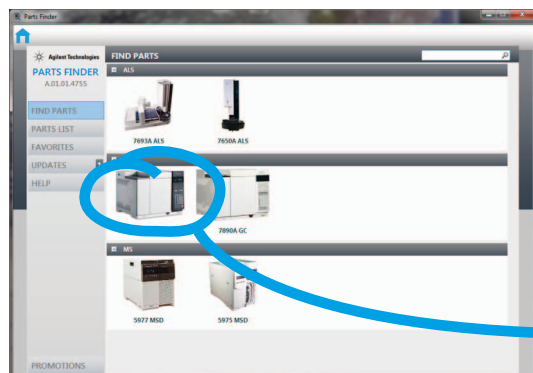 Parts Finder
Agilent Technologies
PARTS FINDER
A.01.01.4755
FIND PARTS
PARTS LIST
FAVORITES
UPDATES
HELP
PROMOTIONS
FIND PARTS
ALS
7693A ALS
7650A ALS
7890A GC
MS
5977 MSD
5975 MSD